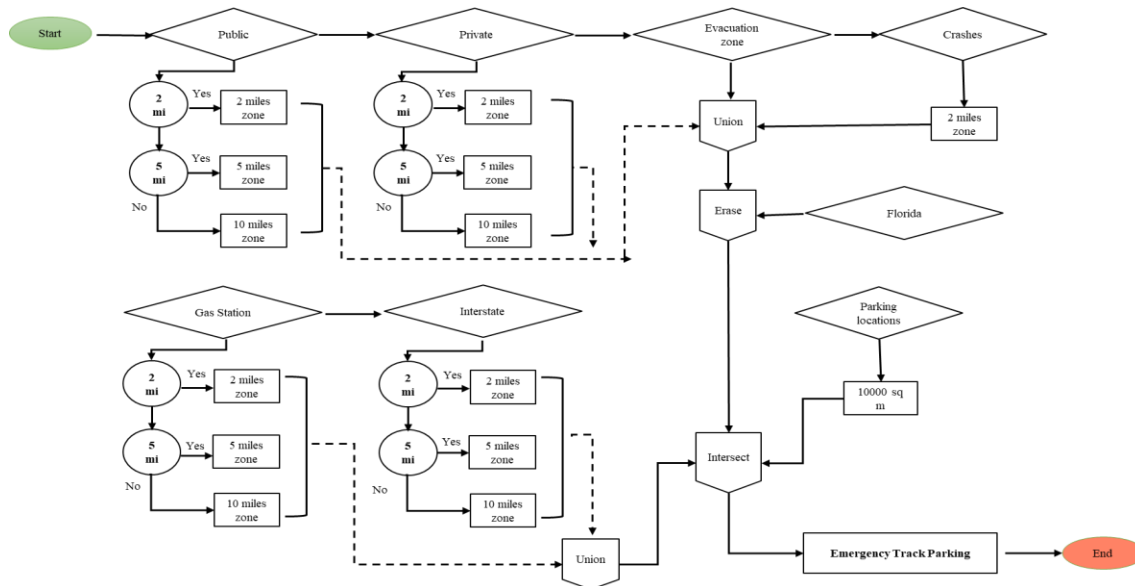 Start
Public
Private
Evacuation
zone
Crashes
2
mi
Yes
2 miles
zone
5
mi
Yes
5 miles
zone
No
10 miles
zone
2
mi
Yes
2 miles
zone
5
mi
Yes
5 miles
zone
No
10 miles
zone
Union
2 miles
zone
Erase
Florida
Gas Station
Interstate
Parking
locations
2
mi
Yes
2 miles
zone
5
mi
Yes
5 miles
zone
No
10 miles
zone
2
mi
Yes
2 miles
zone
5
mi
Yes
5 miles
zone
No
10 miles
zone
10000 sq
m
Intersect
Union
Emergency Track Parking
End